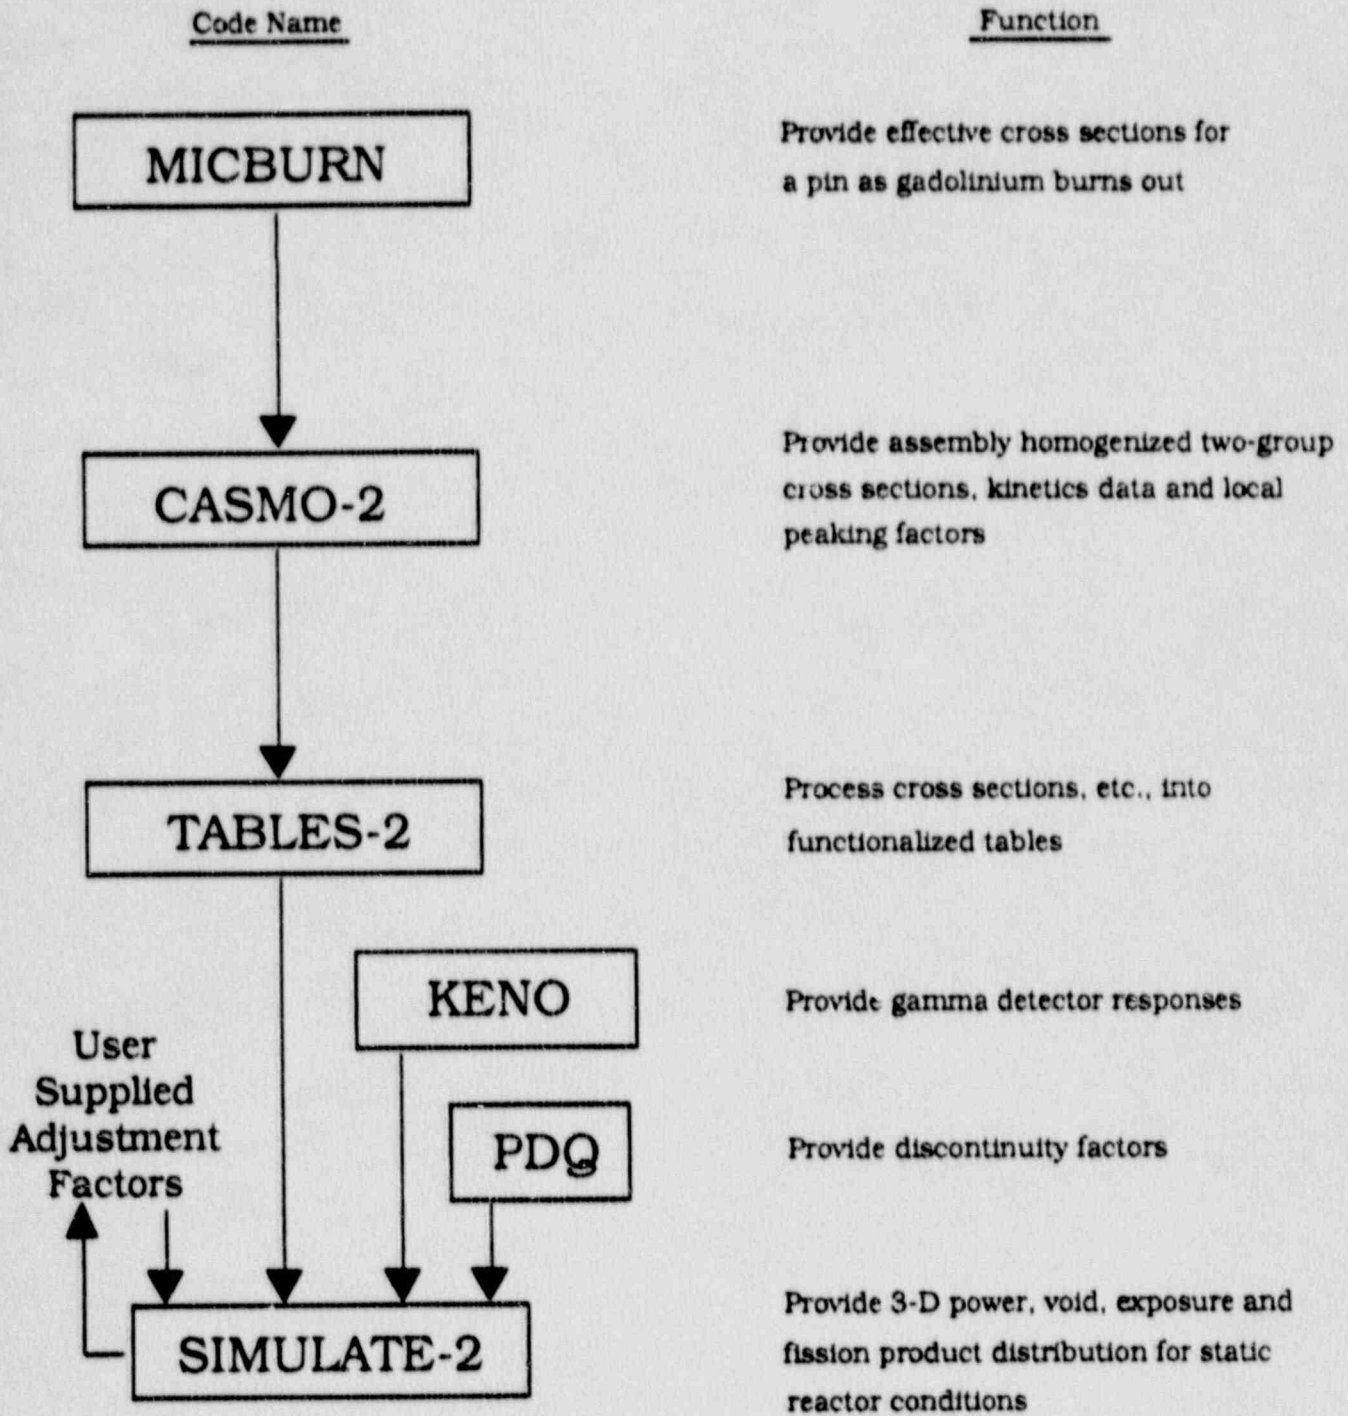 Code Name
Function
MICBURN
Provide effective cross sections for
a pin as gadolinium burns out
CASMO-2
Provide assembly homogenized two-group
cross sections, kinetics data and local
peaking factors
TABLES-2
Process cross sections, etc., into
functionalized tables
KENO
Provide gamma detector responses
User
Supplied
Adjustment
Factors
PDQ
Provide discontinuity factors
SIMULATE-2
Provide 3-D power, void, exposure and
fission product distribution for static
reactor conditions